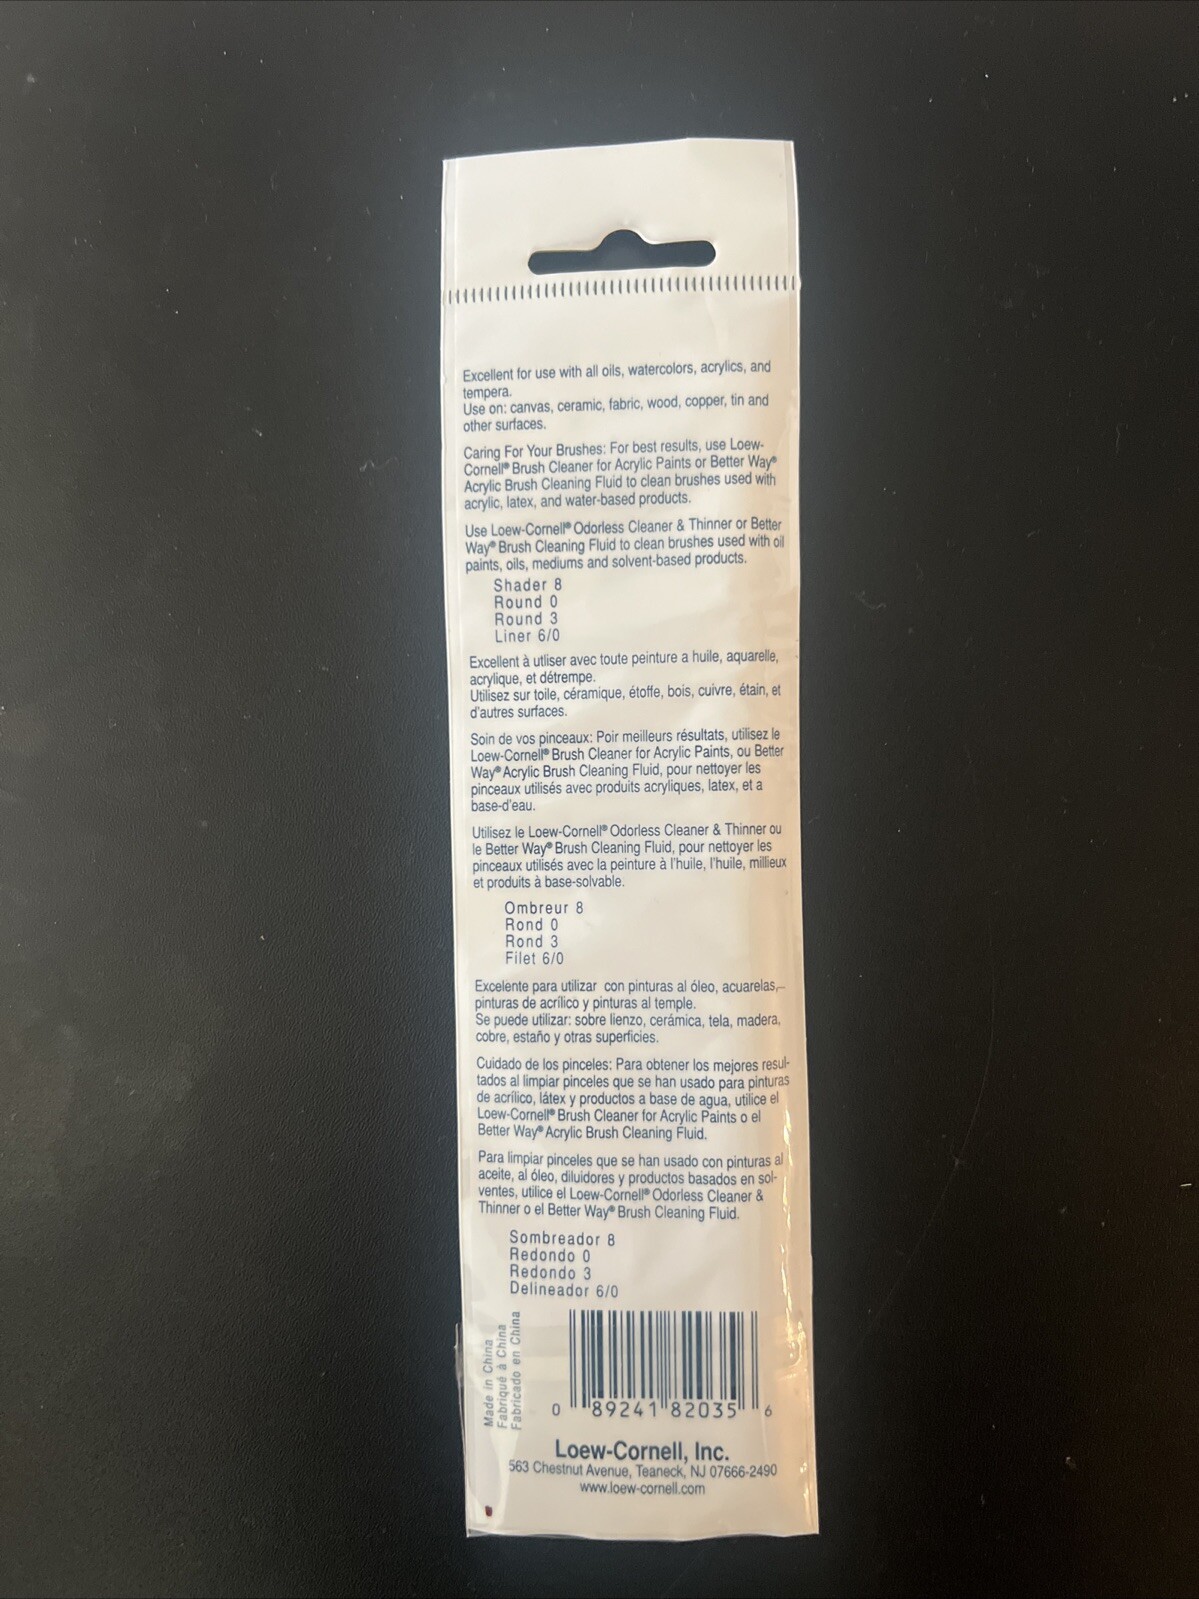 Excellent for use with all oils, watercolors, acrylics, and
tempera.
Use on: canvas, ceramic, fabric, wood, copper, tin and
other surfaces.
Caring For Your Brushes: For best results, use Loew-
Cornell® Brush Cleaner for Acrylic Paints or Better Way®
Acrylic Brush Cleaning Fluid to clean brushes used with
acrylic, latex, and water-based products.
Use Loew-Cornell® Odorless Cleaner & Thinner or Better
Way® Brush Cleaning Fluid to clean brushes used with oil
paints, oils, mediums and solvent-based products.
Shader 8
Round 0
Round 3
Liner 6/0
Excellent à utliser avec toute peinture a huile, aquarelle,
acrylique, et détrempe.
Utilisez sur toile, céramique, étoffe, bois, cuivre, étain, et
d'autres surfaces.
Soin de vos pinceaux: Poir meilleurs résultats, utilisez le
Loew-Cornell® Brush Cleaner for Acrylic Paints, ou Better
Way® Acrylic Brush Cleaning Fluid, pour nettoyer les
pinceaux utilisés avec produits acryliques, latex, et a
base-d'eau.
Utilisez le Loew-Cornell® Odorless Cleaner & Thinner ou
le Better Way® Brush Cleaning Fluid, pour nettoyer les
pinceaux utilisés avec la peinture à l'huile, l'huile, millieux
et produits à base-solvable.
Ombreur 8
Rond 0
Rond 3
Filet 6/0
Excelente para utilizar con pinturas al óleo, acuarelas,
pinturas de acrílico y pinturas al temple.
Se puede utilizar: sobre lienzo, cerámica, tela, madera,
cobre, estaño y otras superficies.
Cuidado de los pinceles: Para obtener los mejores resul-
tados al limpiar pinceles que se han usado para pinturas
de acrílico, látex y productos a base de agua, utilice el
Loew-Cornell® Brush Cleaner for Acrylic Paints o el
Better Way® Acrylic Brush Cleaning Fluid.
Para limpiar pinceles que se han usado con pinturas al
aceite, al óleo, diluidores y productos basados en sol-
ventes, utilice el Loew-Cornell® Odorless Cleaner &
Thinner o el Better Way® Brush Cleaning Fluid.
Sombreador 8
Redondo 0
Redondo 3
Delineador 6/0
Made in China
Fabriqué à China
Fabricado en China
0 89241 82035 6
Loew-Cornell, Inc.
563 Chestnut Avenue, Teaneck, NJ 07666-2490
www.loew-cornell.com